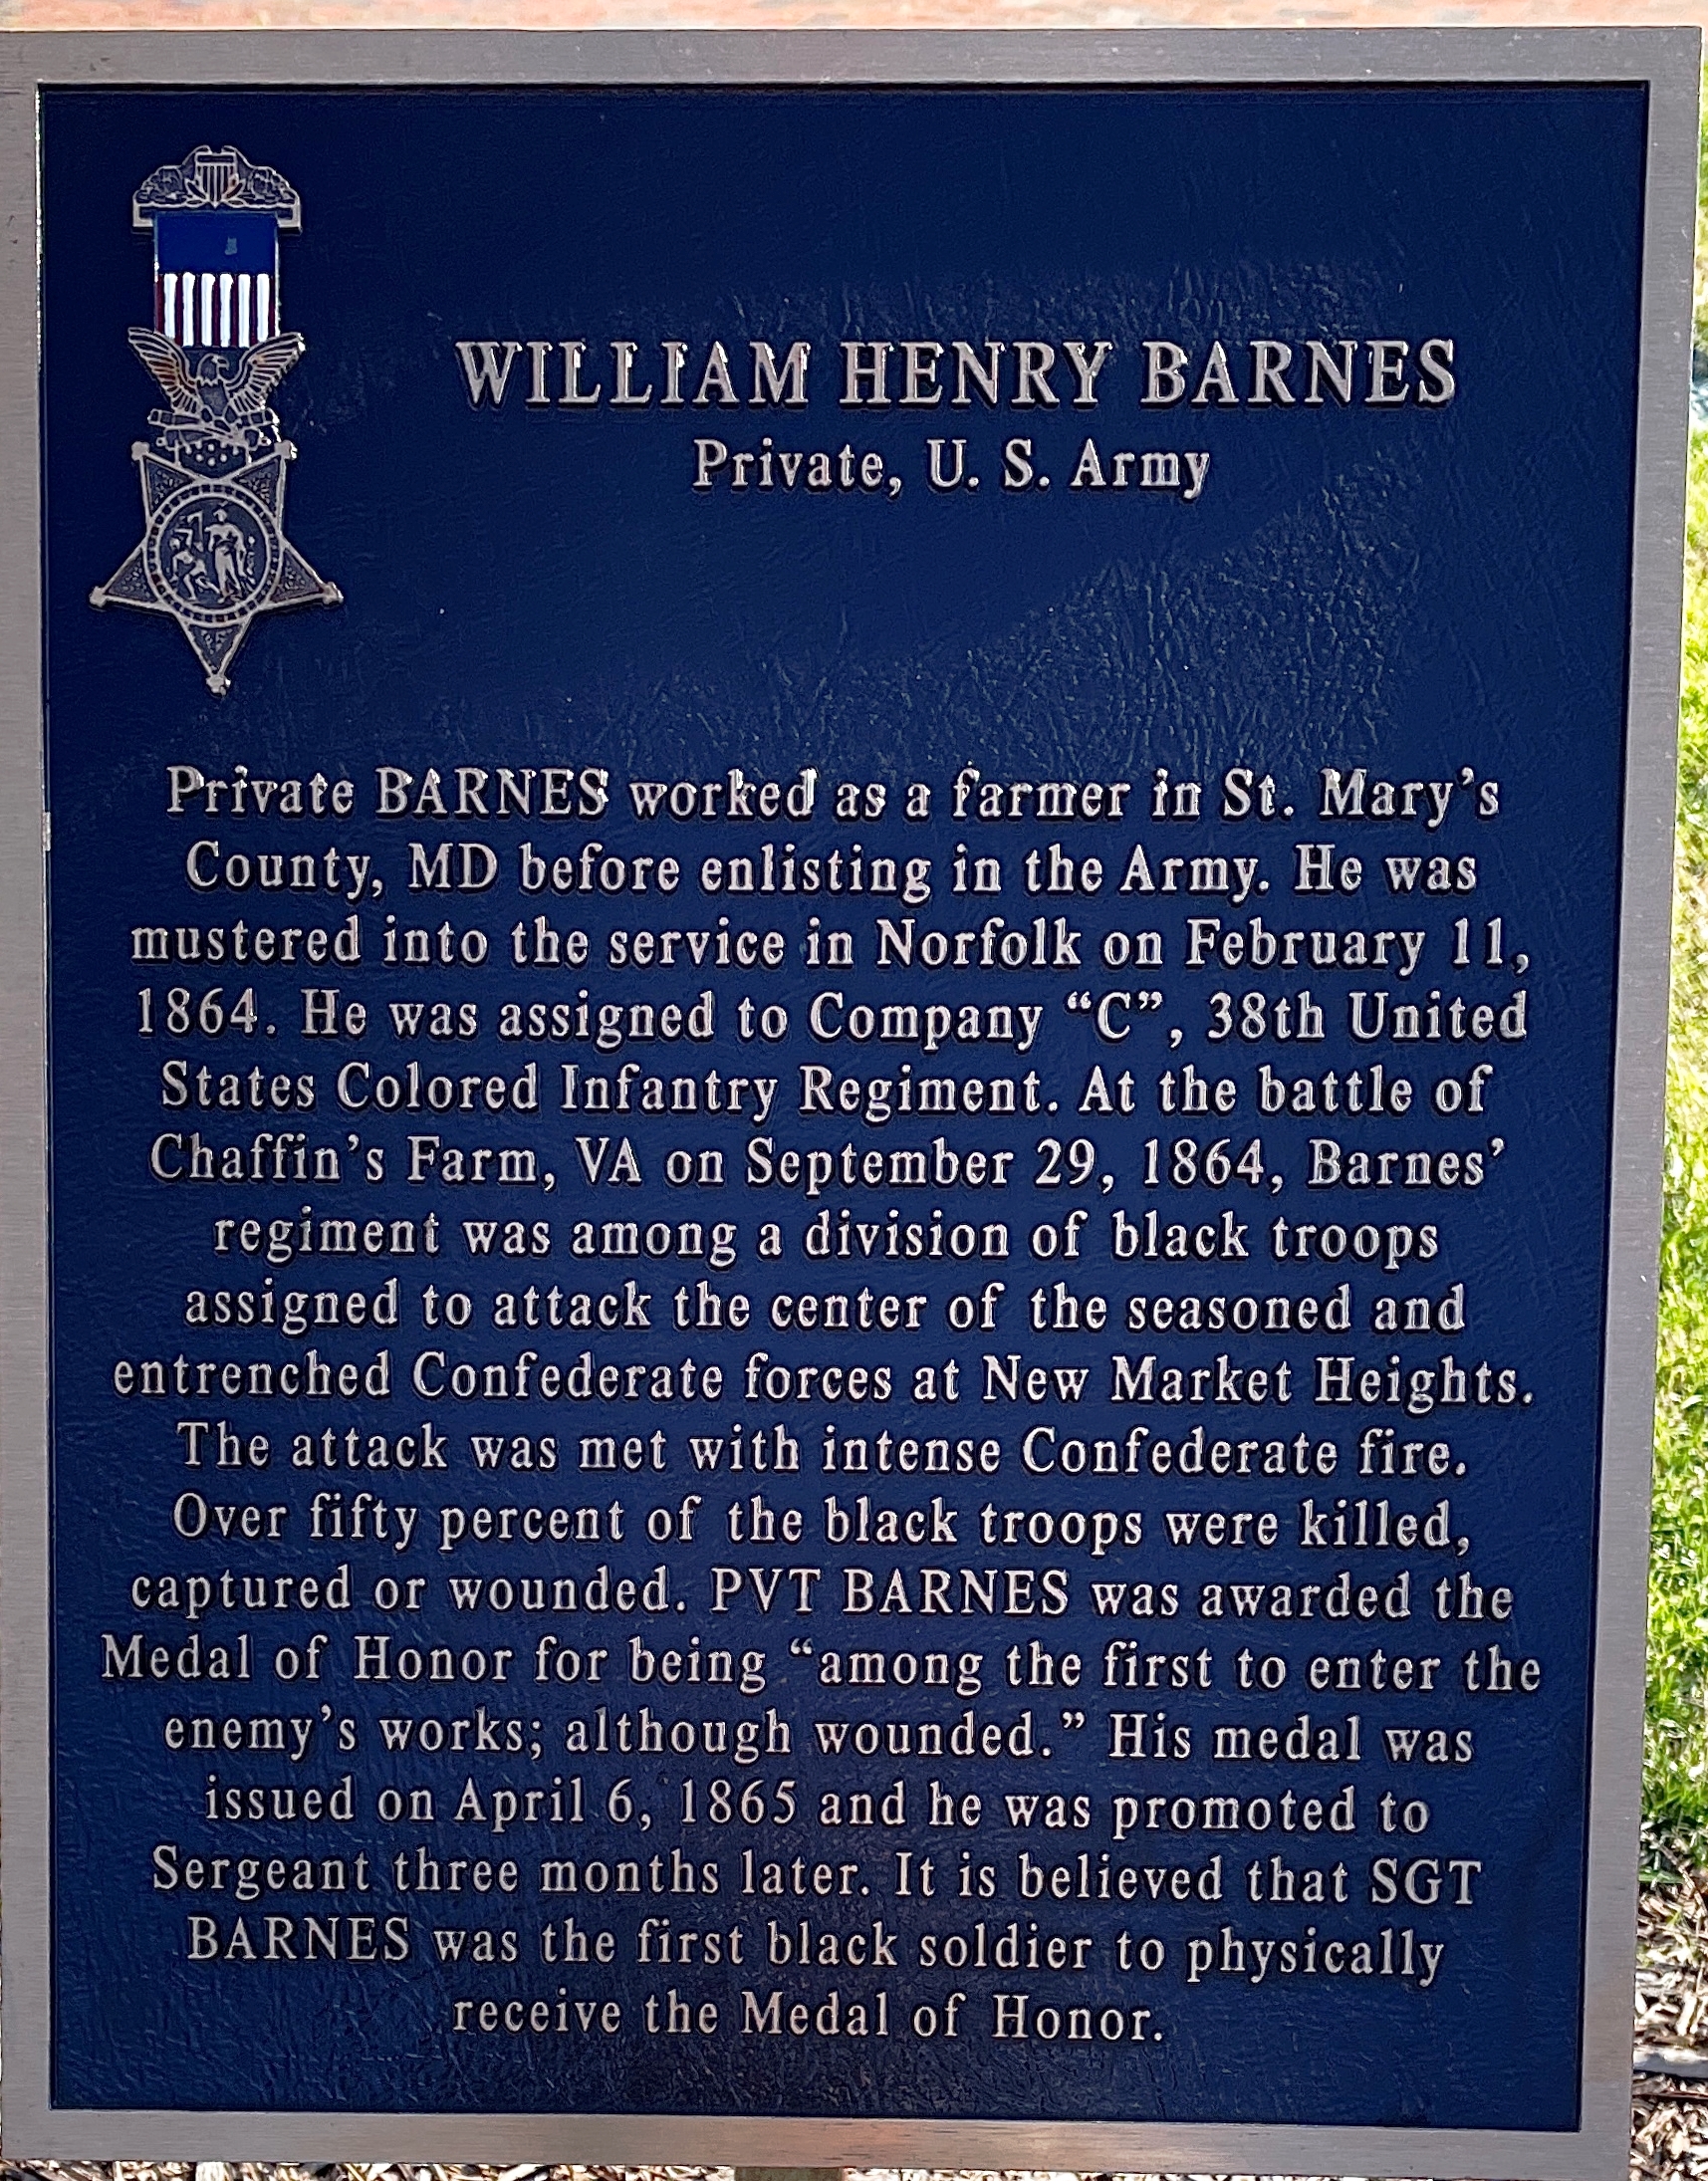 WILLIAM HENRY BARNES
Private, U. S. Army
Private BARNES worked as a farmer in St. Mary's
County, MD before enlisting in the Army. He was
mustered into the service in Norfolk on February 11,
1864. He was assigned to Company “C”, 38th United
States Colored Infantry Regiment. At the battle of
Chaffin's Farm, VA on September 29, 1864, Barnes'
regiment was among a division of black troops
assigned to attack the center of the seasoned and
entrenched Confederate forces at New Market Heights.
The attack was met with intense Confederate fire.
Over fifty percent of the black troops were killed,
captured or wounded. PVT BARNES was awarded the
Medal of Honor for being “among the first to enter the
enemy's works; although wounded.” His medal was
issued on April 6, 1865 and he was promoted to
Sergeant three months later. It is believed that SGT
BARNES was the first black soldier to physically
receive the Medal of Honor.